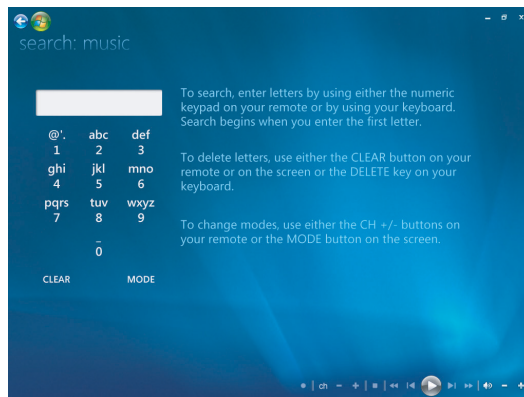 search: music
To search, enter letters by using either the numeric
keypad on your remote or by using your keyboard.
Search begins when you enter the first letter.
@'. abc def
1 2 3
To delete letters, use either the CLEAR button on your
remote or on the screen or the DELETE key on your
keyboard.
ghi jkl mno
4 5 6
pqrs tuv wxyz
7 8 9
To change modes, use either the CH +/- buttons on
your remote or the MODE button on the screen.
_
0
CLEAR MODE
ch - +
- +